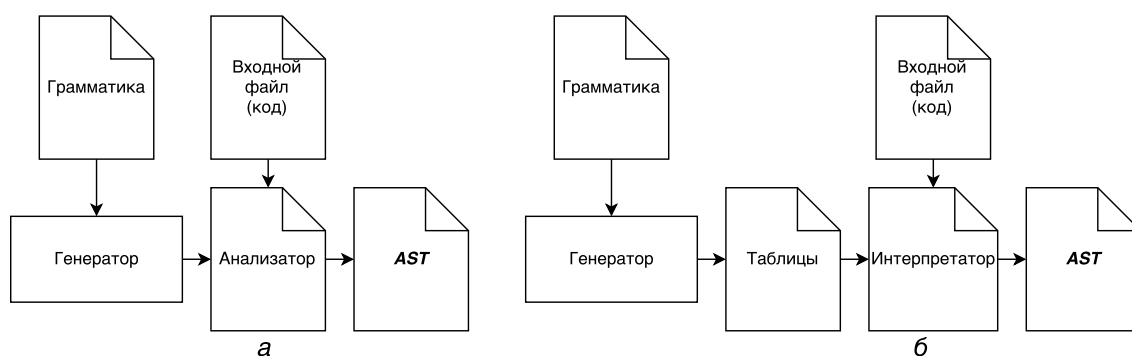 Грамматика
Входной
файл
(код)
Генератор
Анализатор
AST
а
Грамматика
Входной
файл
(код)
Генератор
Таблицы
Интерпретатор
AST
б